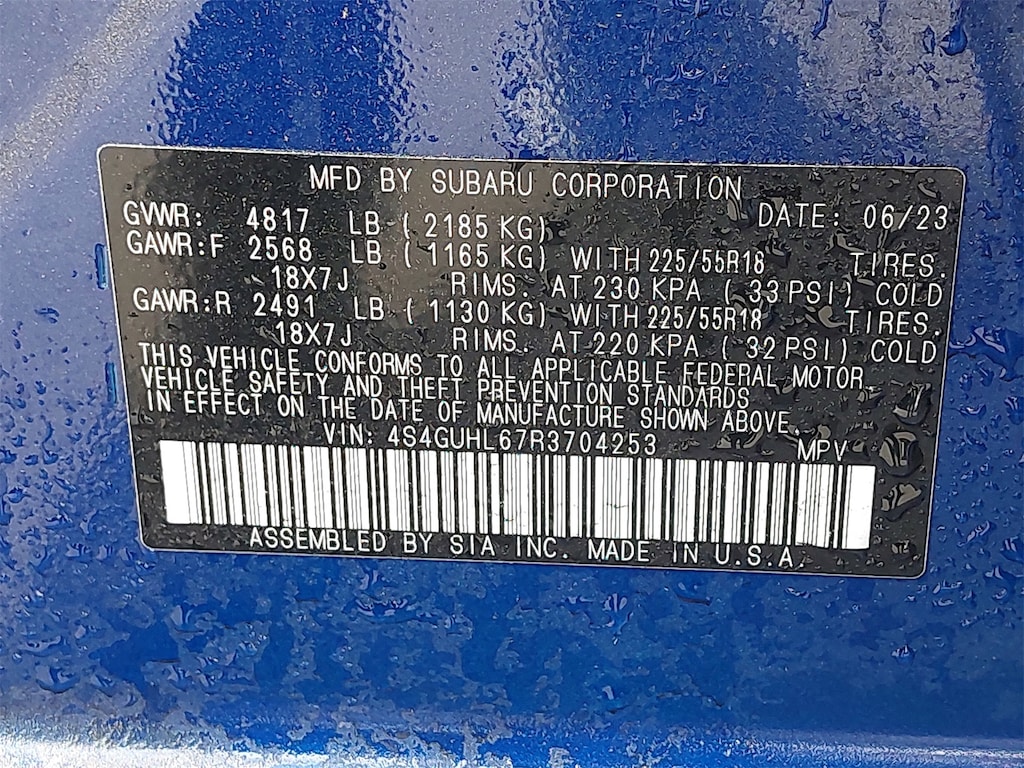 MFD BY SUBARU CORPORATION
GVWR: 4817 LB ( 2185 KG) DATE: 06/23
GAWR:F 2568 LB ( 1165 KG) WITH 225/55R18 TIRES.
18X7J RIMS. AT 230 KPA ( 33 PSI) COLD
GAWR:R 2491 LB ( 1130 KG) WITH 225/55R18 TIRES.
18X7J RIMS. AT 220 KPA ( 32 PSI) COLD
THIS VEHICLE CONFORMS TO ALL APPLICABLE FEDERAL MOTOR
VEHICLE SAFETY AND THEFT PREVENTION STANDARDS
IN EFFECT ON THE DATE OF MANUFACTURE SHOWN ABOVE.
VIN: 4S4GUHL67R3704253 MPV
ASSEMBLED BY SIA INC. MADE IN U.S.A.